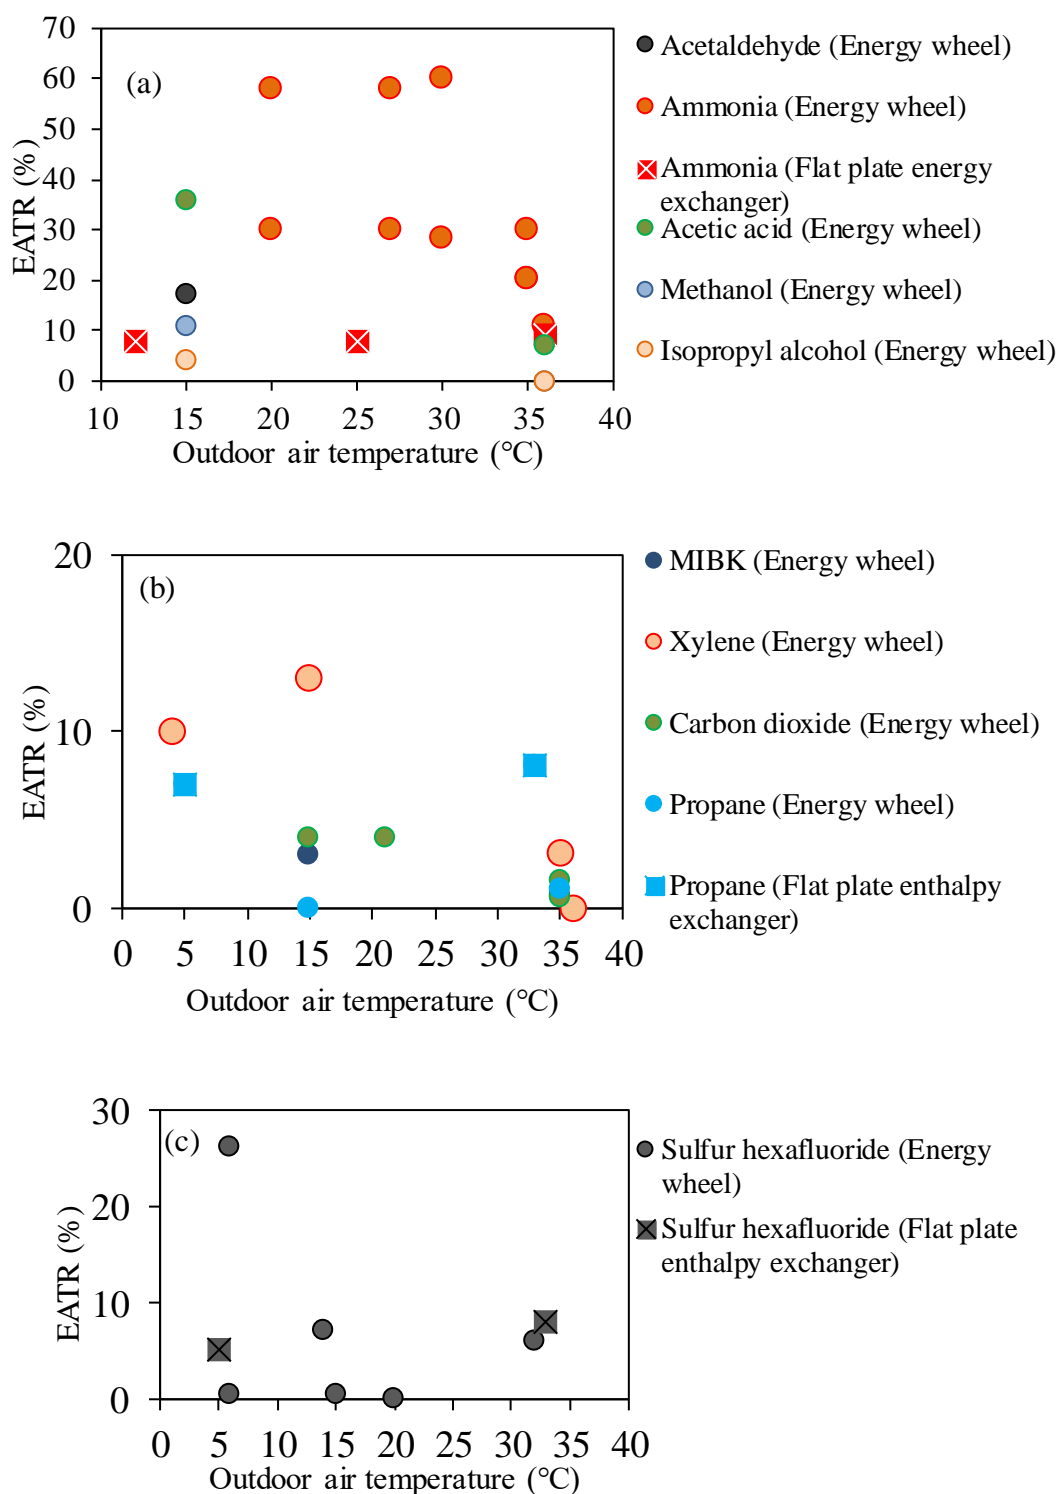 70
60
50
40
30
20
10
0
EATR (%)
(a)
10 15 20 25 30 35 40
Outdoor air temperature (°C)
Acetaldehyde (Energy wheel)
Ammonia (Energy wheel)
Ammonia (Flat plate energy
exchanger)
Acetic acid (Energy wheel)
Methanol (Energy wheel)
Isopropyl alcohol (Energy wheel)
20
10
0
EATR (%)
(b)
0 5 10 15 20 25 30 35 40
Outdoor air temperature (°C)
MIBK (Energy wheel)
Xylene (Energy wheel)
Carbon dioxide (Energy wheel)
Propane (Energy wheel)
Propane (Flat plate enthalpy
exchanger)
30
20
10
0
EATR (%)
(c)
0 5 10 15 20 25 30 35 40
Outdoor air temperature (°C)
Sulfur hexafluoride (Energy
wheel)
Sulfur hexafluoride (Flat plate
enthalpy exchanger)